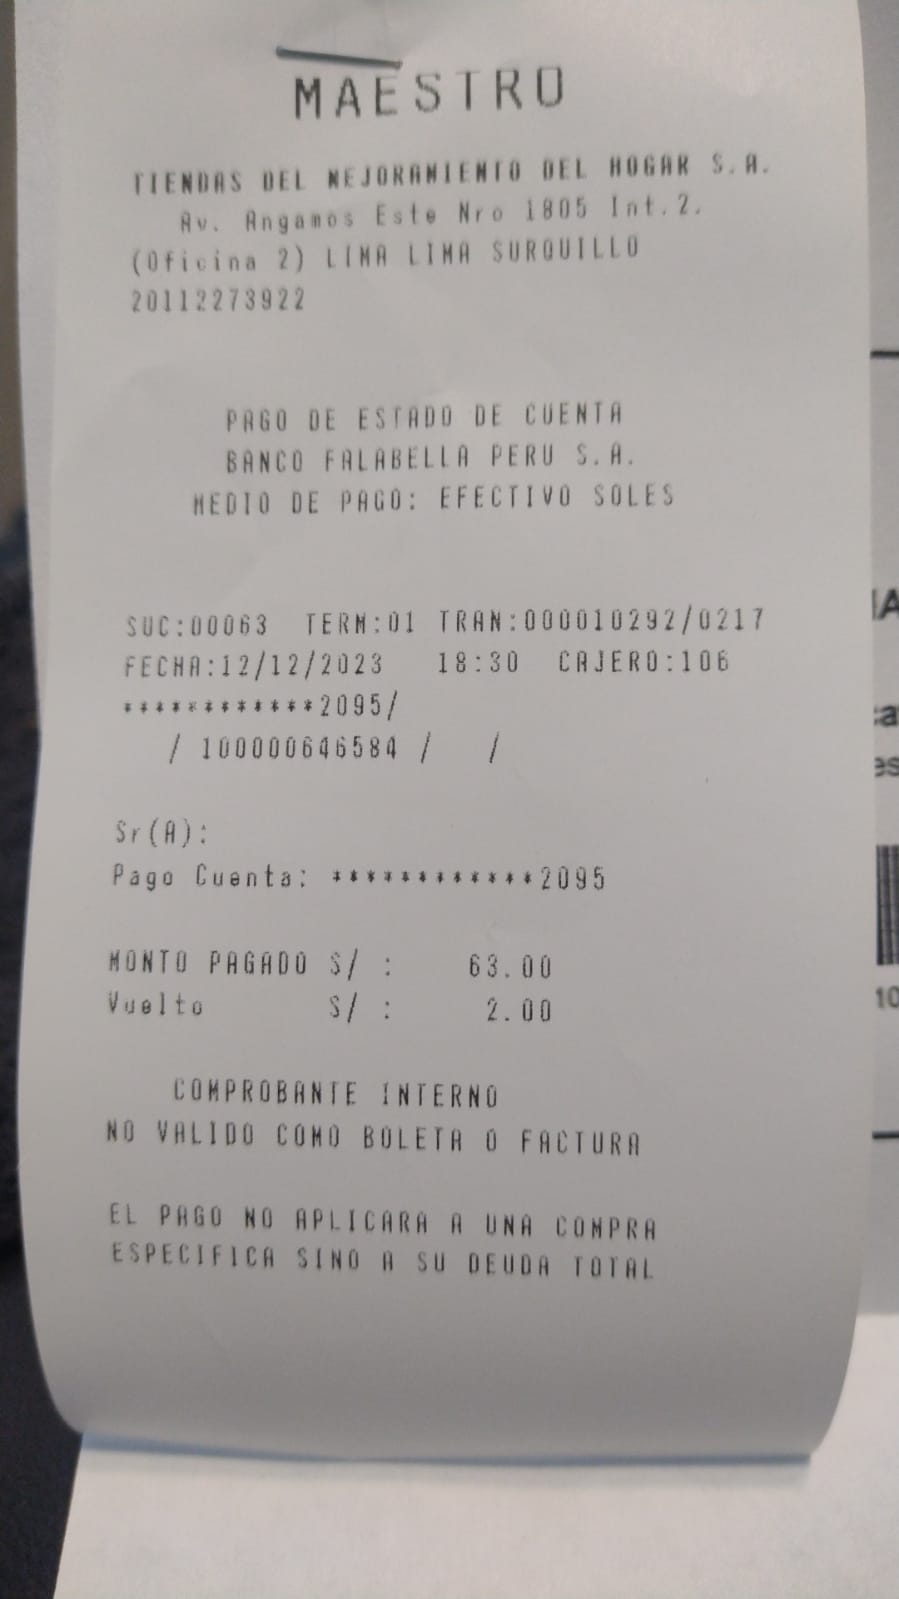 MAESTRO
TIENDAS DEL MEJORAMIENTO DEL HOGAR S.A.
Av. Angamos Este Nro 1805 Int.2.
(Oficina 2) LIMA LIMA SURQUILLO
20112273922
PAGO DE ESTADO DE CUENTA
BANCO FALABELLA PERU S.A.
MEDIO DE PAGO: EFECTIVO SOLES
SUC:00063 TERM:01 TRAN:000010292/0217
FECHA:12/12/2023 18:30 CAJERO:106
************2095/
/ 100000646584 / /
Sr(A):
Pago Cuenta: ************2095
MONTO PAGADO S/ : 63.00
Vuelto S/ : 2.00
COMPROBANTE INTERNO
NO VALIDO COMO BOLETA O FACTURA
EL PAGO NO APLICARA A UNA COMPRA
ESPECIFICA SINO A SU DEUDA TOTAL